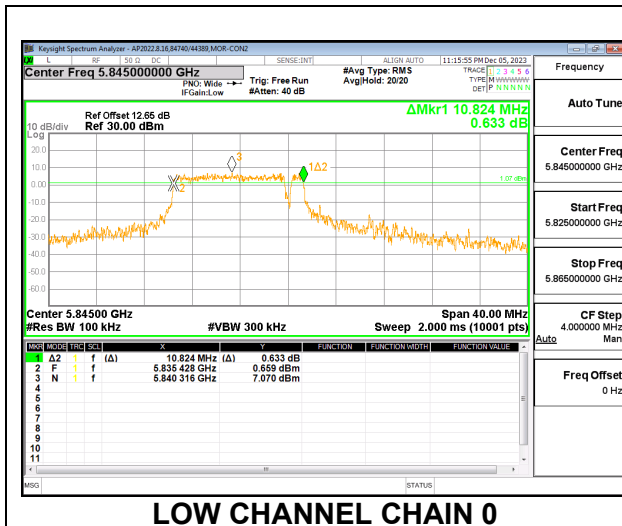 Keysight Spectrum Analyzer - AP2022.8.16,84740/44389,MOR-CON2
L RF 50 Ω DC SENSE:INT ALIGN AUTO 11:15:55 PM Dec 05, 2023
Center Freq 5.845000000 GHz #Avg Type: RMS TRACE 1 2 3 4 5 6
PNO: Wide Trig: Free Run Avg|Hold: 20/20 TYPE M WWWWW
IFGain:Low #Atten: 40 dB DET P N N N N N
Frequency
Auto Tune
Ref Offset 12.65 dB ΔMkr1 10.824 MHz
10 dB/div Ref 30.00 dBm 0.633 dB
Log
20.0
10.0
0.00
-10.0
-20.0
-30.0
-40.0
-50.0
-60.0
3
1Δ2
2
1.07 dBm
Center Freq
5.845000000 GHz
Start Freq
5.825000000 GHz
Stop Freq
5.865000000 GHz
CF Step
4.000000 MHz
Auto Man
Freq Offset
0 Hz
Center 5.84500 GHz Span 40.00 MHz
#Res BW 100 kHz #VBW 300 kHz Sweep 2.000 ms (10001 pts)
MKR MODE TRC SCL X Y FUNCTION FUNCTION WIDTH FUNCTION VALUE
1 Δ2 1 f (Δ) 10.824 MHz (Δ) 0.633 dB
2 F 1 f 5.835 428 GHz 0.659 dBm
3 N 1 f 5.840 316 GHz 7.070 dBm
4
5
6
7
8
9
10
11
MSG STATUS
LOW CHANNEL CHAIN 0